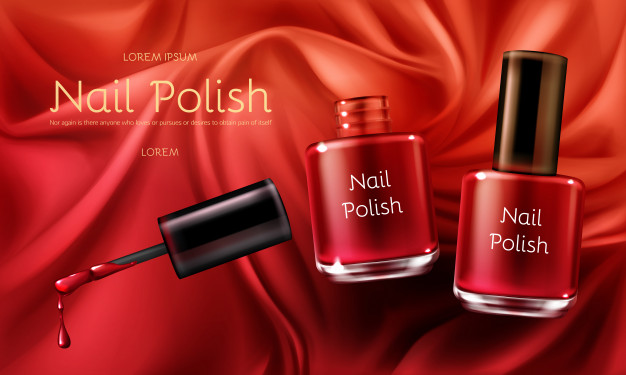 LOREM IPSUM
Nail Polish
Nor again is there anyone who loves or pursues or desires to obtain pain of itself
LOREM
Nail
Polish
Nail
Polish